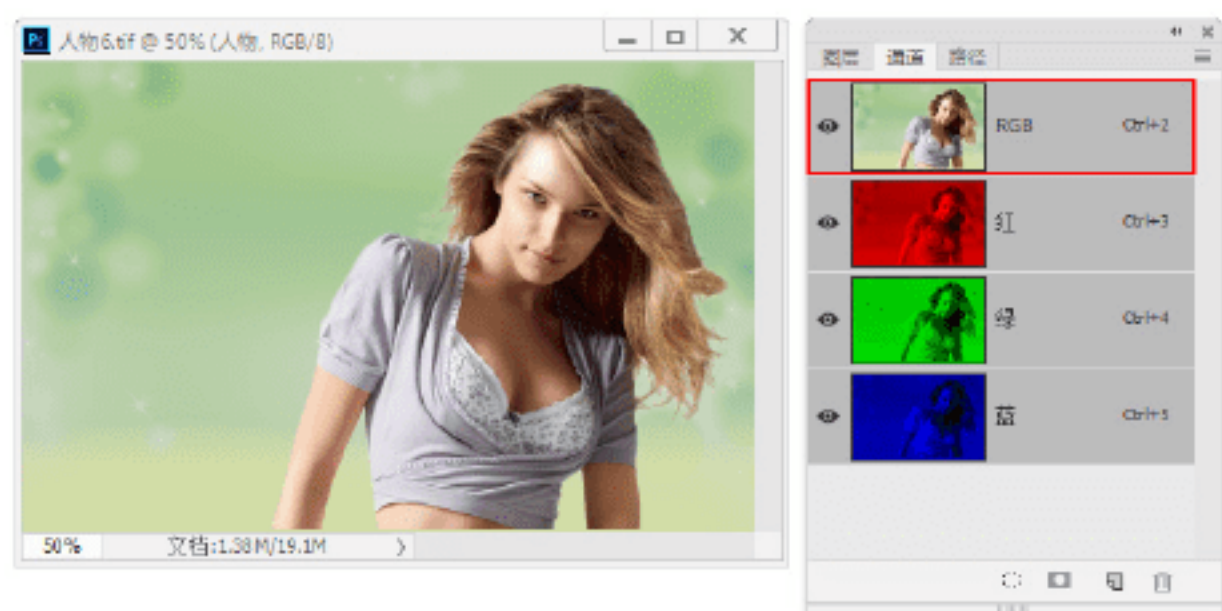 Ps 人物6.tif @ 50% (人物, RGB/8)
50% 文档:1.38M/19.1M
图层 通道 路径
RGB Ctrl+2
红 Ctrl+3
绿 Ctrl+4
蓝 Ctrl+5